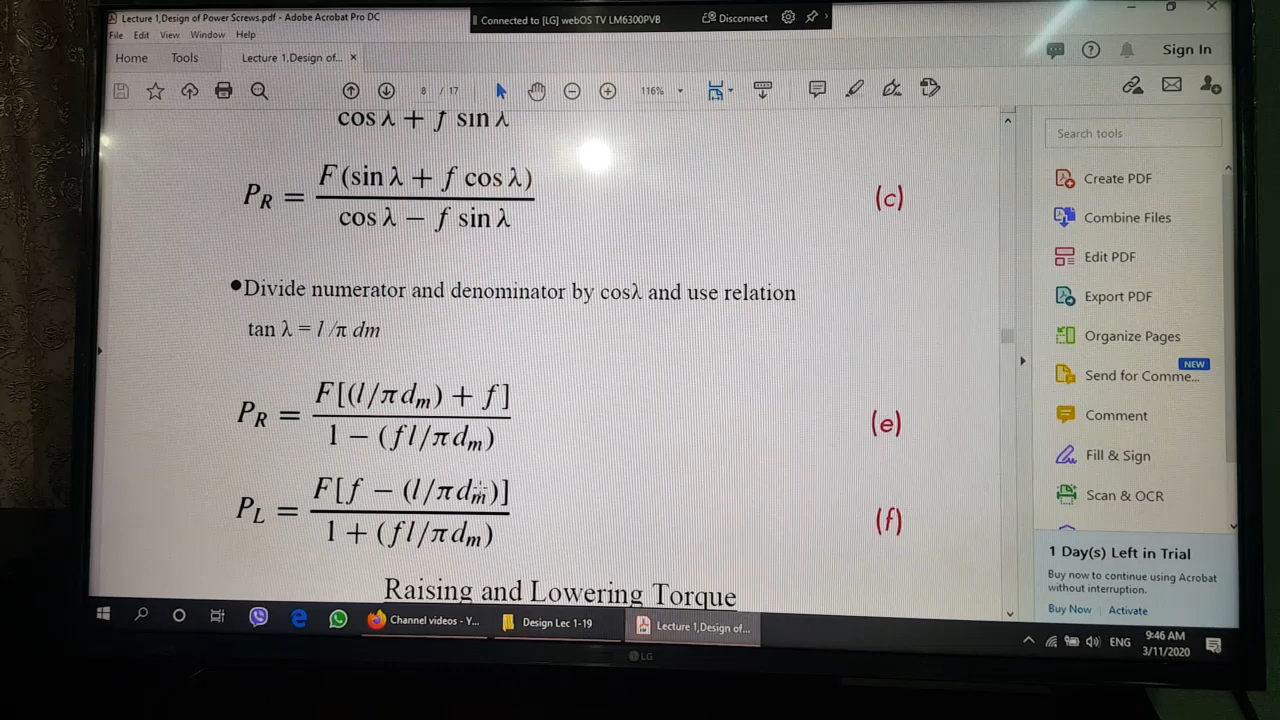 Lecture 1,Design of Power Screws.pdf - Adobe Acrobat Pro DC
Connected to [LG] webOS TV LM6300PVB
Disconnect
File Edit View Window Help
Home Tools Lecture 1,Design of... ×
Sign In
8 / 17
116%
cos λ + f sin λ
P_R = F(sin λ + f cos λ) / cos λ − f sin λ (c)
•Divide numerator and denominator by cosλ and use relation
tan λ = l /π dm
P_R = F[(l/πd_m) + f] / 1 − (fl/πd_m) (e)
P_L = F[f − (l/πd_m)] / 1 + (fl/πd_m) (f)
Raising and Lowering Torque
Search tools
Create PDF
Combine Files
Edit PDF
Export PDF
Organize Pages
NEW
Send for Comme...
Comment
Fill & Sign
Scan & OCR
1 Day(s) Left in Trial
Buy now to continue using Acrobat
without interruption.
Buy Now Activate
Channel videos - Y...
Design Lec 1-19
Lecture 1,Design of...
ENG
9:46 AM
3/11/2020
LG